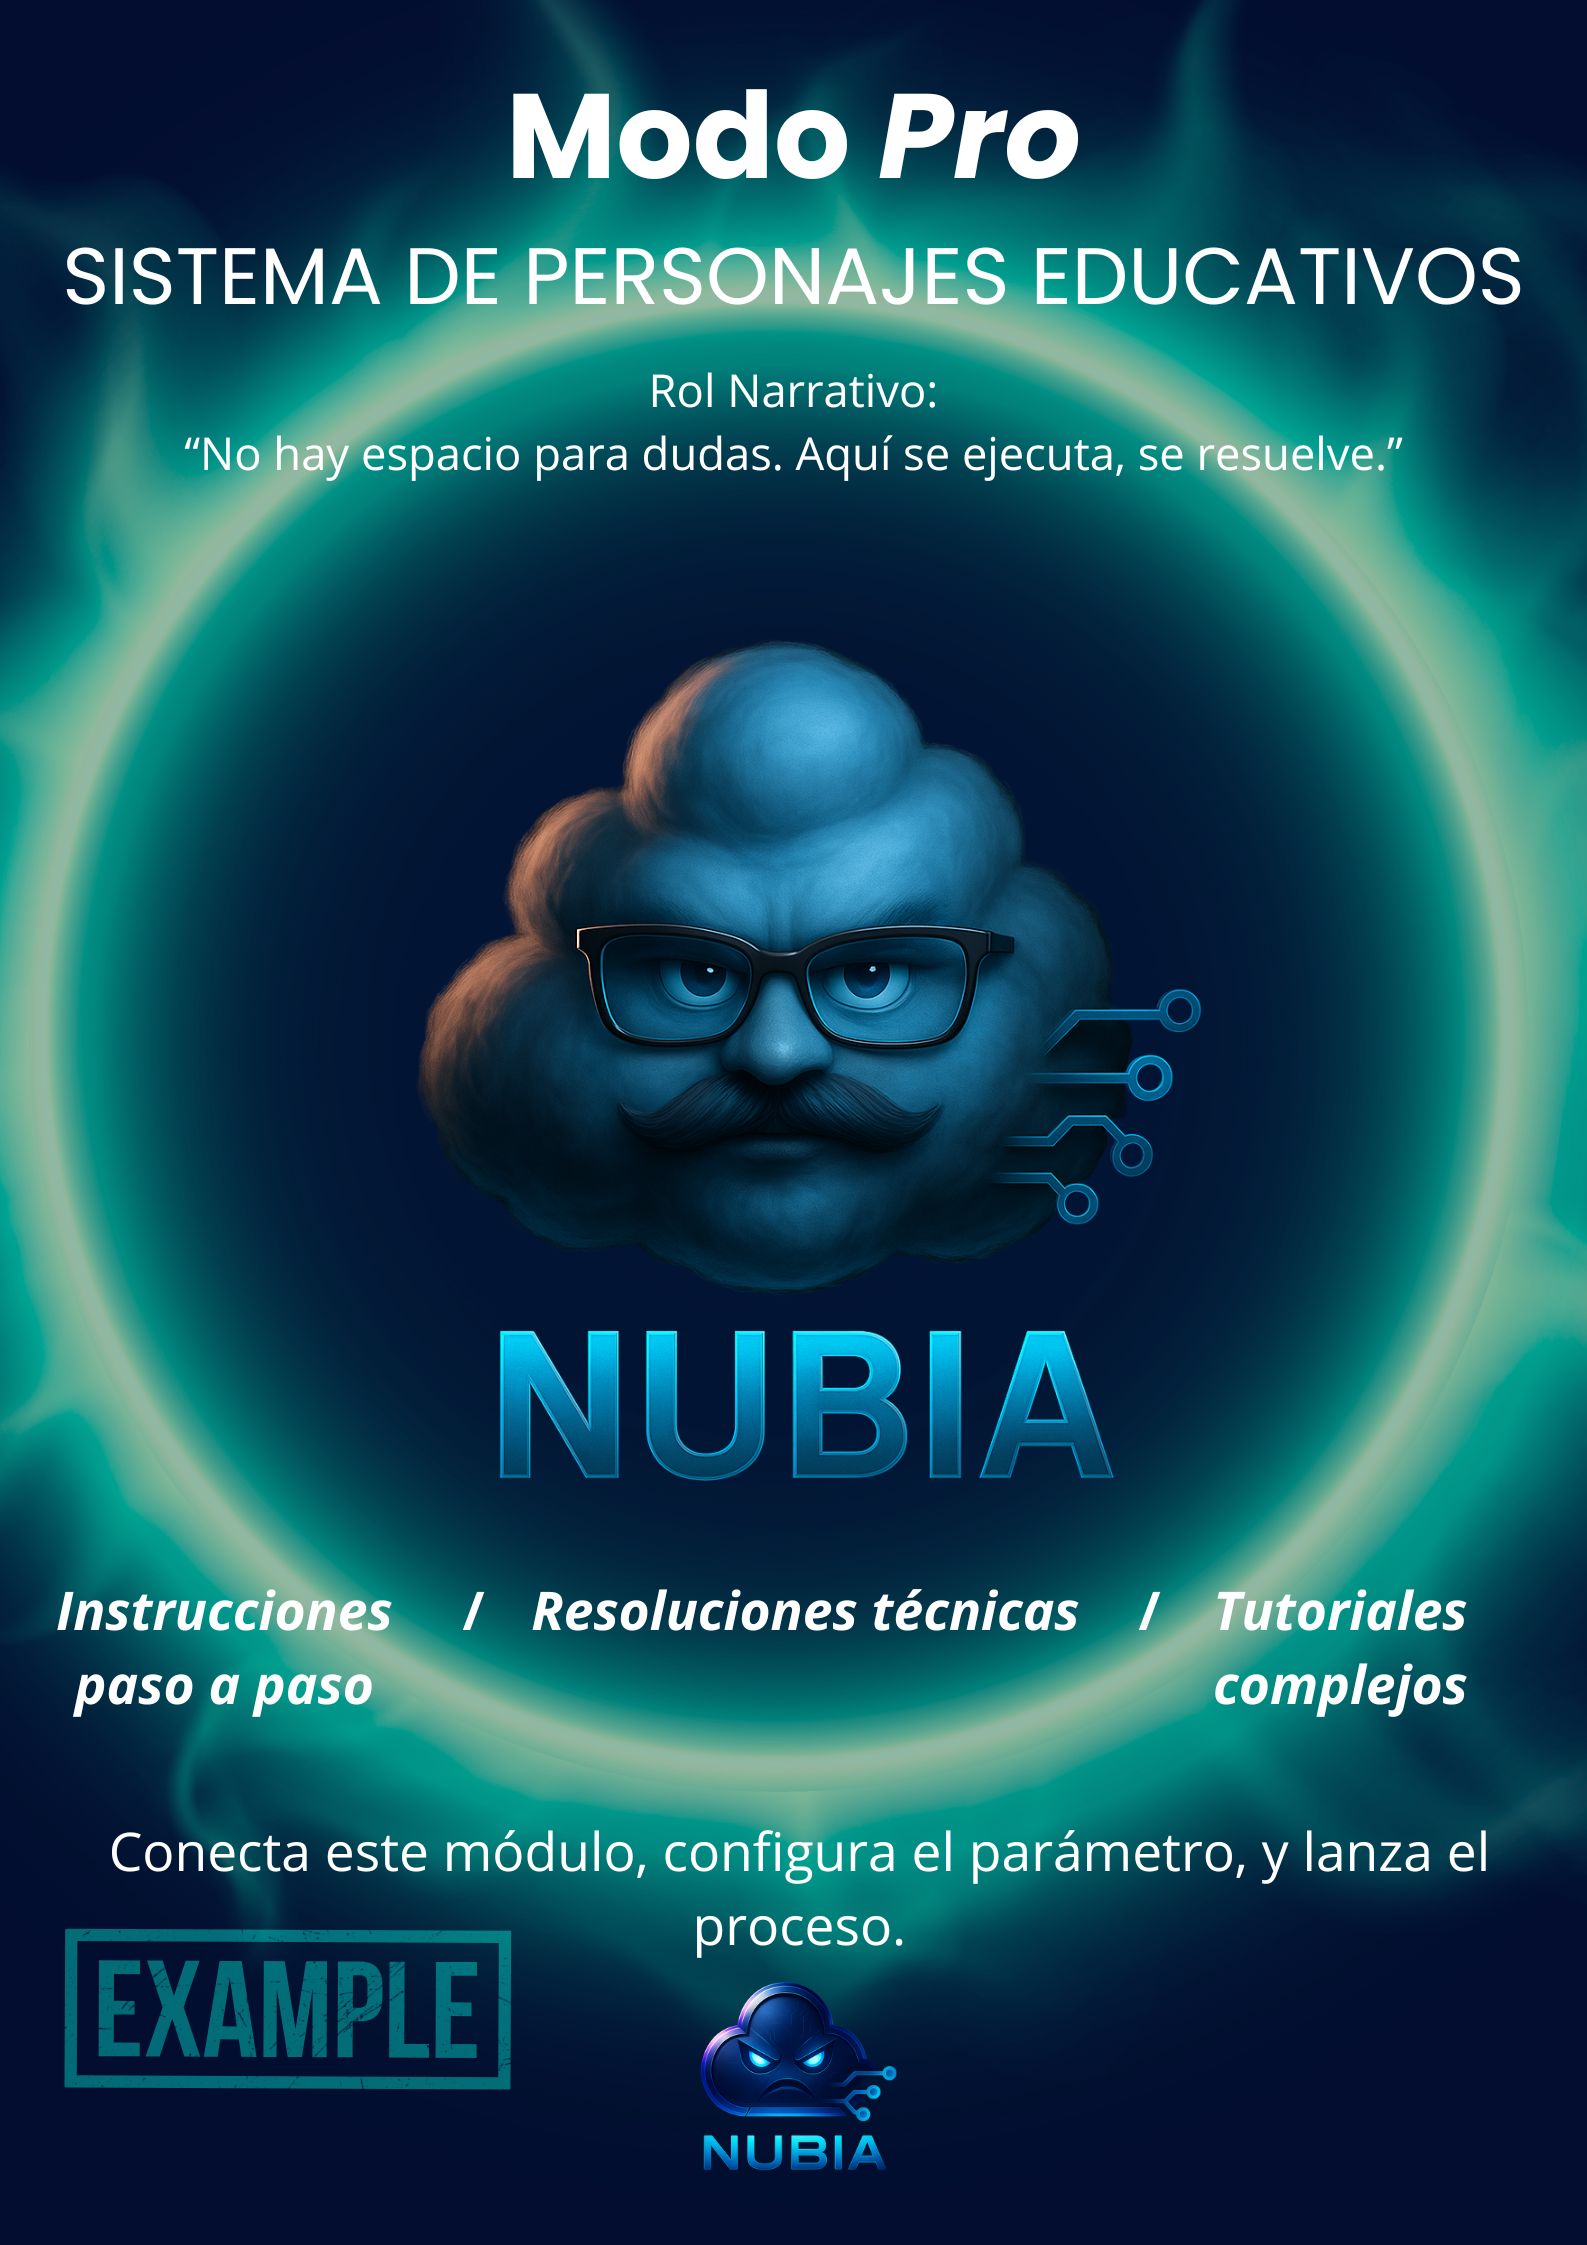 Modo Pro
SISTEMA DE PERSONAJES EDUCATIVOS
Rol Narrativo:
“No hay espacio para dudas. Aquí se ejecuta, se resuelve.”
NUBIA
Instrucciones / Resoluciones técnicas / Tutoriales
paso a paso complejos
Conecta este módulo, configura el parámetro, y lanza el
proceso.
EXAMPLE
NUBIA